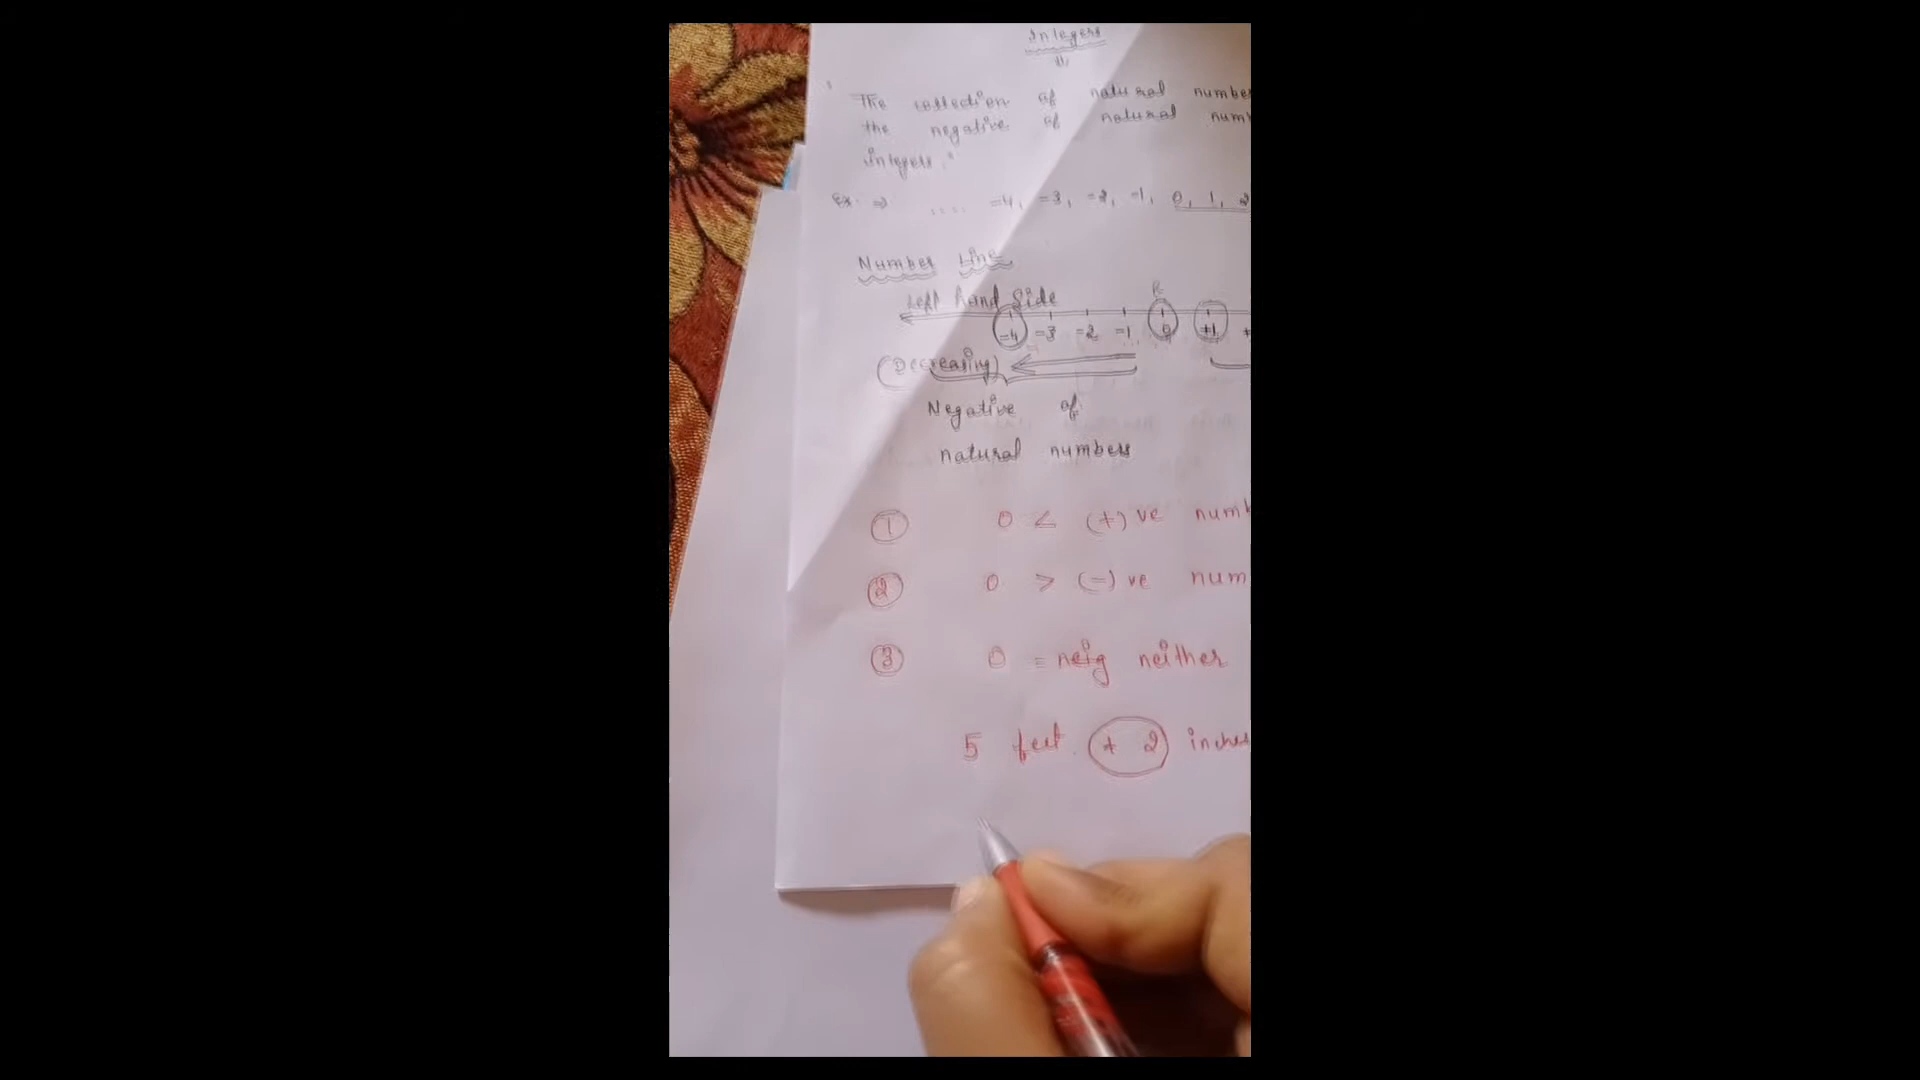 Integers
"The collection of natural number
the negative of natural num
integers."
Ex. ⇒ .... -4, -3, -2, -1, 0, 1, 2
Number Line
Left hand Side
-4 -3 -2 -1 0 +1 +
(Decreasing)
Negative of
natural numbers
① 0 < (+)ve numb
② 0 > (-)ve num
③ 0 = neig neither
5 feet + 2 inches